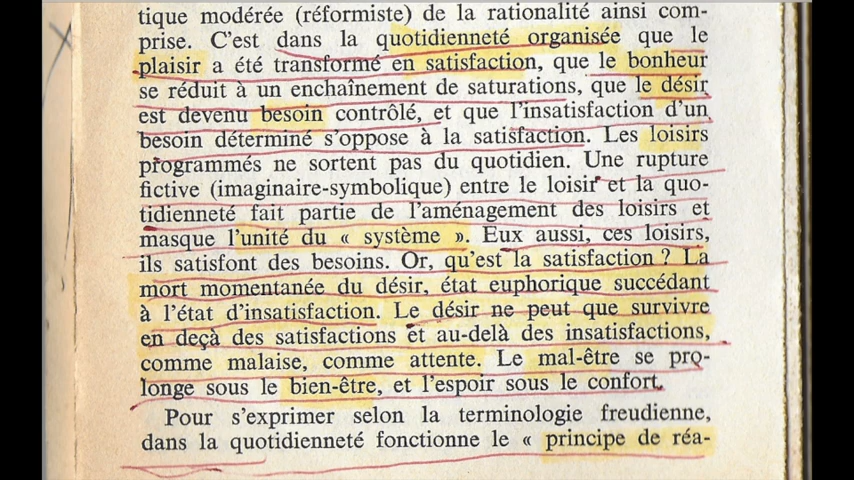 tique modérée (réformiste) de la rationalité ainsi com-
prise. C'est dans la quotidienneté organisée que le
plaisir a été transformé en satisfaction, que le bonheur
se réduit à un enchaînement de saturations, que le désir
est devenu besoin contrôlé, et que l'insatisfaction d'un
besoin déterminé s'oppose à la satisfaction. Les loisirs
programmés ne sortent pas du quotidien. Une rupture
fictive (imaginaire-symbolique) entre le loisir et la quo-
tidienneté fait partie de l'aménagement des loisirs et
masque l'unité du « système ». Eux aussi, ces loisirs,
ils satisfont des besoins. Or, qu'est la satisfaction ? La
mort momentanée du désir, état euphorique succédant
à l'état d'insatisfaction. Le désir ne peut que survivre
en deçà des satisfactions et au-delà des insatisfactions,
comme malaise, comme attente. Le mal-être se pro-
longe sous le bien-être, et l'espoir sous le confort.
Pour s'exprimer selon la terminologie freudienne,
dans la quotidienneté fonctionne le « principe de réa-